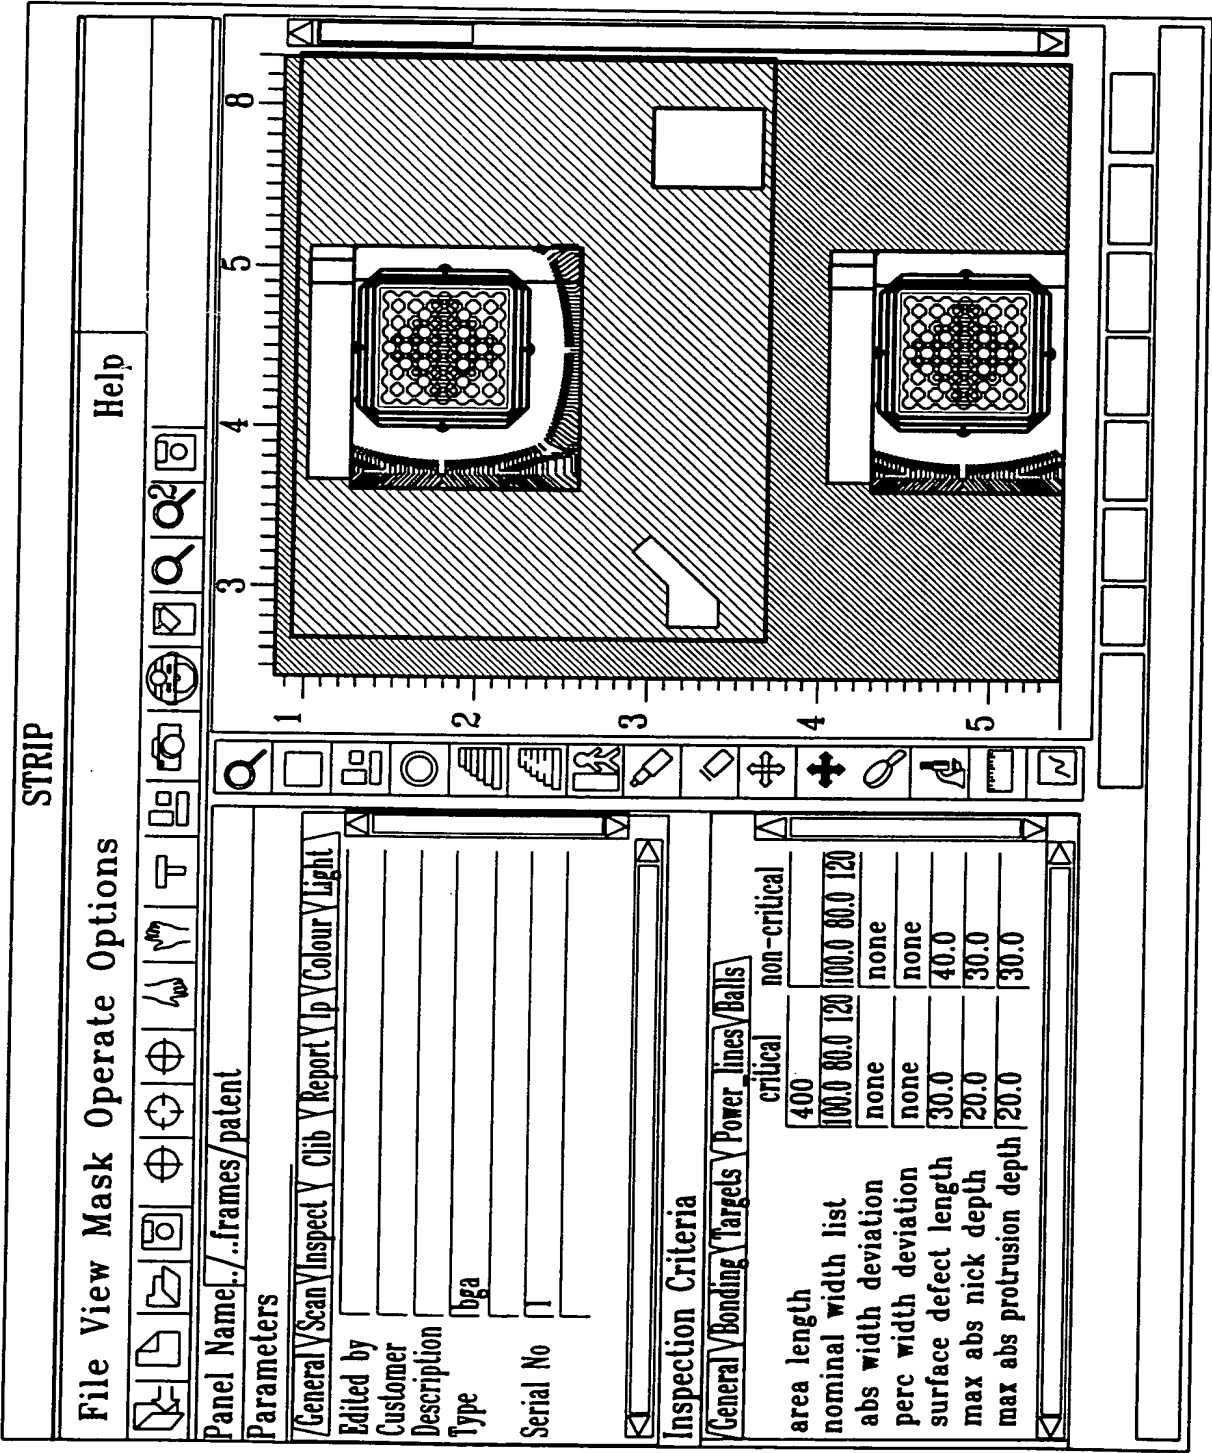 STRIP
File View Mask Operate Options Help
2
Panel Name ../..frames/patent
Parameters
General Scan Inspect Clib Report Ip Colour Light
Edited by
Customer
Description
Type bga
Serial No 1
Inspection Criteria
General Bonding Targets Power_lines Balls
critical non-critical
area length 400
nominal width list 100.0 80.0 120 100.0 80.0 120
abs width deviation none none
perc width deviation none none
surface defect length 30.0 40.0
max abs nick depth 20.0 30.0
max abs protrusion depth 20.0 30.0
3 4 5 8
1
2
3
4
5